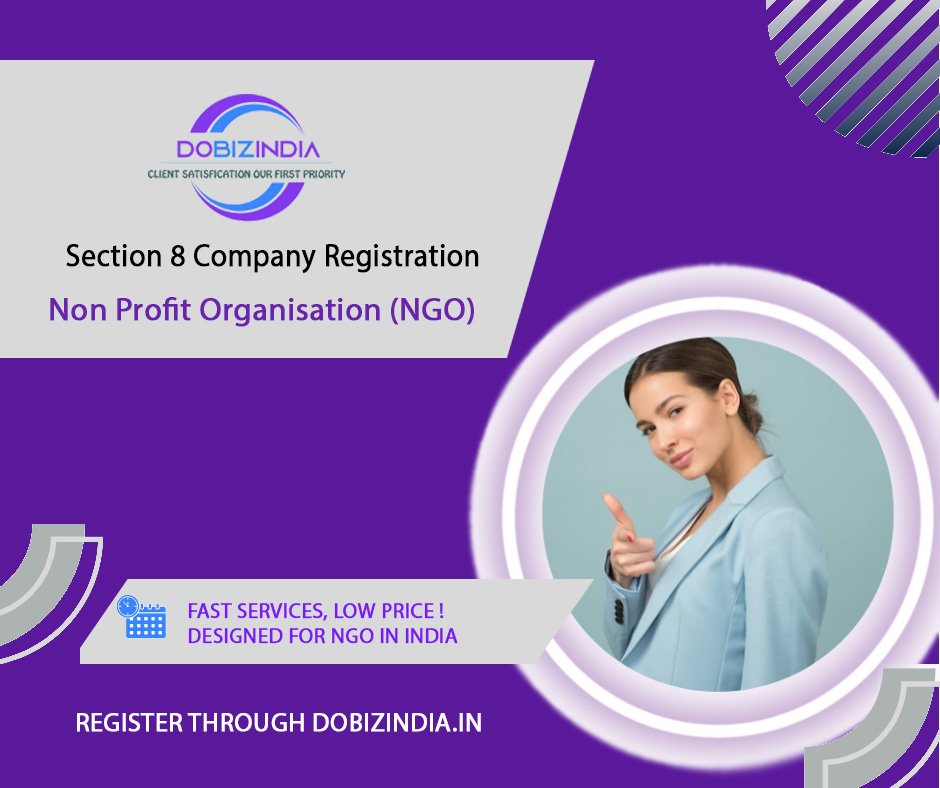 DOBIZINDIA
CLIENT SATISFICATION OUR FIRST PRIORITY
Section 8 Company Registration
Non Profit Organisation (NGO)
FAST SERVICES, LOW PRICE !
DESIGNED FOR NGO IN INDIA
REGISTER THROUGH DOBIZINDIA.IN